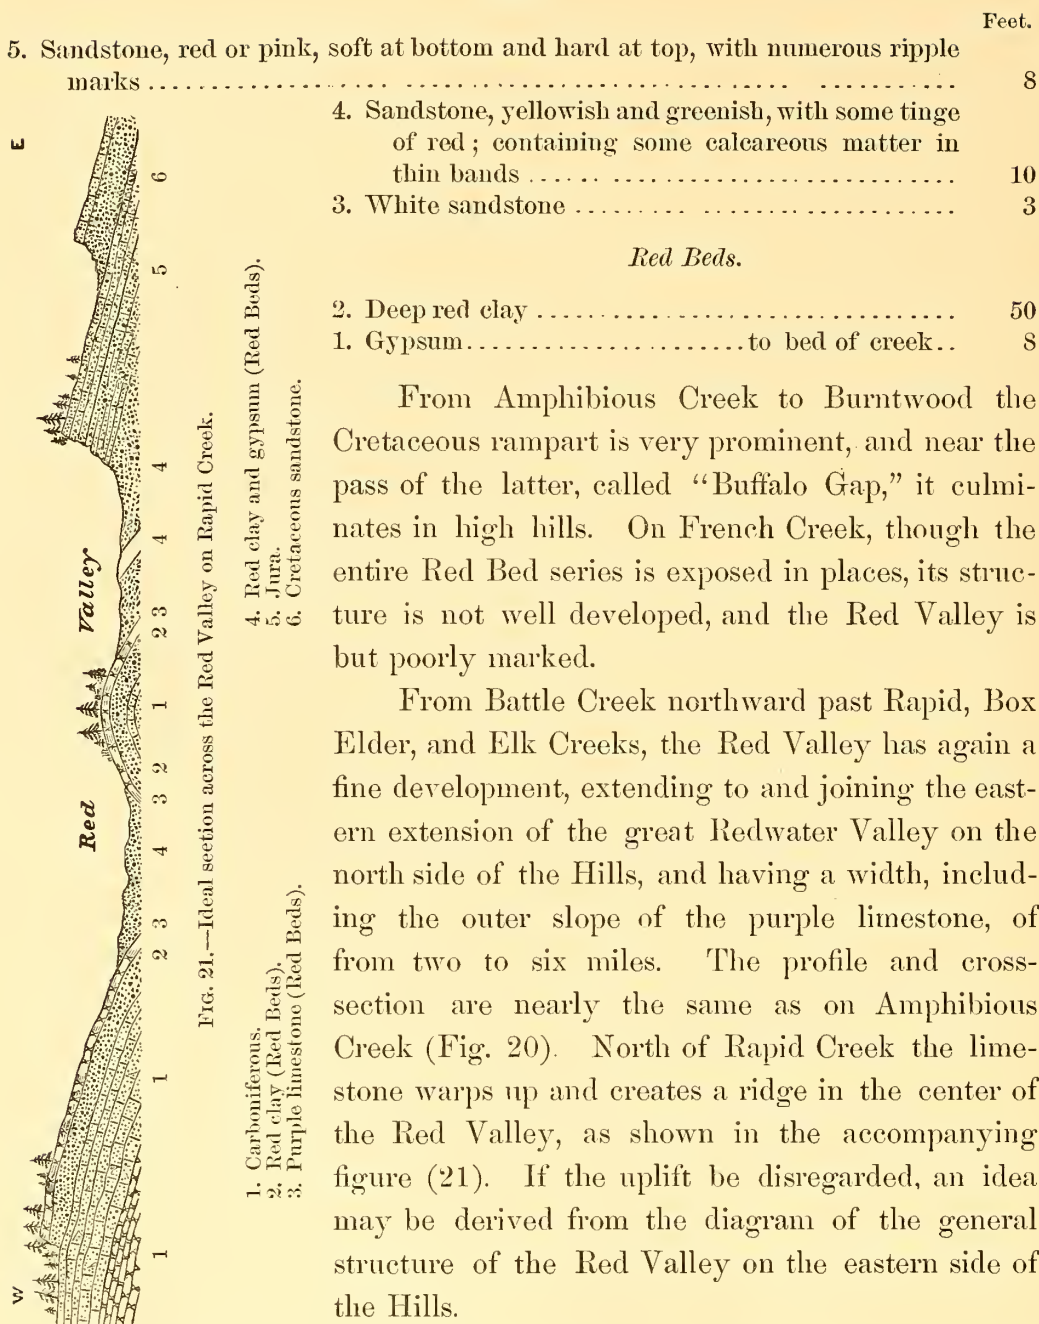 Feet.
5. Sandstone, red or pink, soft at bottom and hard at top, with numerous ripple
marks .......... 8
4. Sandstone, yellowish and greenish, with some tinge
of red; containing some calcareous matter in
thin bands .......... 10
3. White sandstone .......... 3
Red Beds.
2. Deep red clay .......... 50
1. Gypsum..........to bed of creek.. 8
E
6
5
4
4
3
2
1
2
3
4
3
2
1
1
W
Red Valley
FIG. 21.—Ideal section across the Red Valley on Rapid Creek.
1. Carboniferous.
2. Red clay (Red Beds).
3. Purple limestone (Red Beds).
4. Red clay and gypsum (Red Beds).
5. Jura.
6. Cretaceous sandstone.
From Amphibious Creek to Burntwood the
Cretaceous rampart is very prominent, and near the
pass of the latter, called “Buffalo Gap,” it culmi-
nates in high hills. On French Creek, though the
entire Red Bed series is exposed in places, its struc-
ture is not well developed, and the Red Valley is
but poorly marked.
From Battle Creek northward past Rapid, Box
Elder, and Elk Creeks, the Red Valley has again a
fine development, extending to and joining the east-
ern extension of the great Redwater Valley on the
north side of the Hills, and having a width, includ-
ing the outer slope of the purple limestone, of
from two to six miles. The profile and cross-
section are nearly the same as on Amphibious
Creek (Fig. 20). North of Rapid Creek the lime-
stone warps up and creates a ridge in the center of
the Red Valley, as shown in the accompanying
figure (21). If the uplift be disregarded, an idea
may be derived from the diagram of the general
structure of the Red Valley on the eastern side of
the Hills.